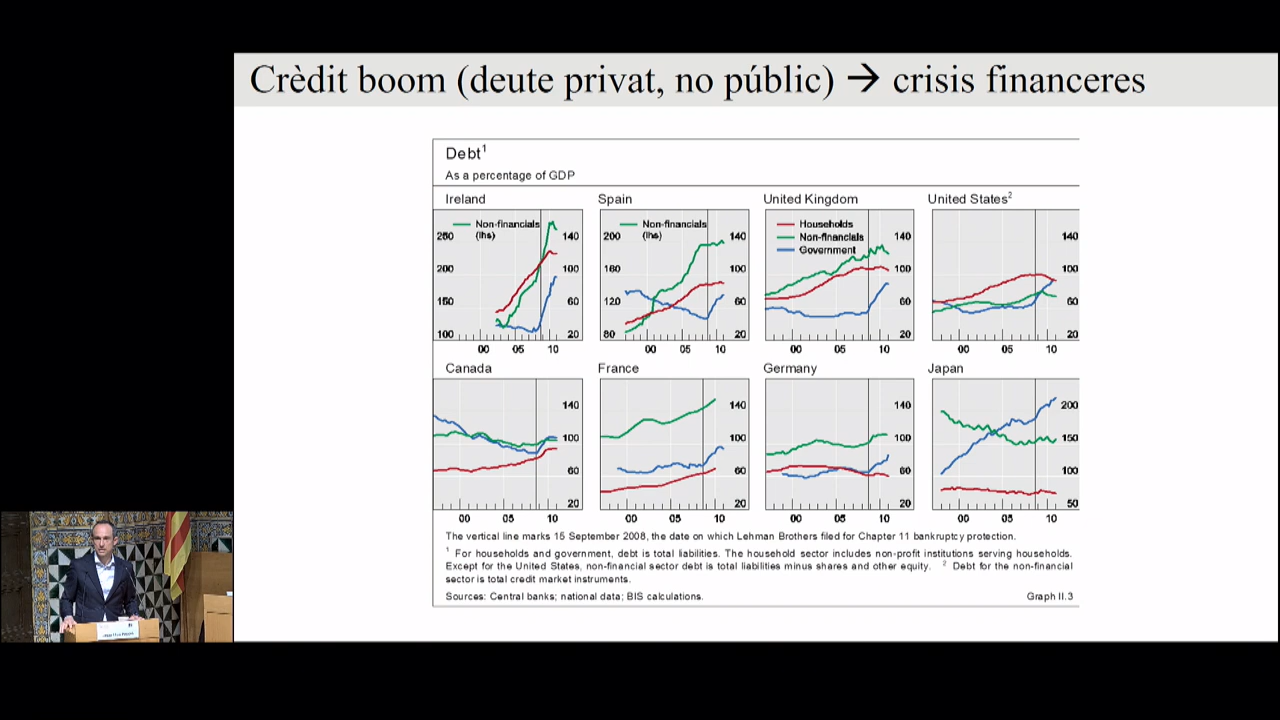 Crèdit boom (deute privat, no públic) → crisis financeres
Debt1
As a percentage of GDP
Ireland
Spain
United Kingdom
United States2
Non-financials
(lhs)
250
200
150
100
140
100
60
20
00 05 10
Non-financials
(lhs)
200
160
120
80
140
100
60
20
00 05 10
Households
Non-financials
Government
140
100
60
20
00 05 10
140
100
60
20
00 05 10
Canada
France
Germany
Japan
140
100
60
20
00 05 10
140
100
60
20
00 05 10
140
100
60
20
00 05 10
200
150
100
50
00 05 10
The vertical line marks 15 September 2008, the date on which Lehman Brothers filed for Chapter 11 bankruptcy protection.
1 For households and government, debt is total liabilities. The household sector includes non-profit institutions serving households.
Except for the United States, non-financial sector debt is total liabilities minus shares and other equity. 2 Debt for the non-financial
sector is total credit market instruments.
Sources: Central banks; national data; BIS calculations.
Graph II.3